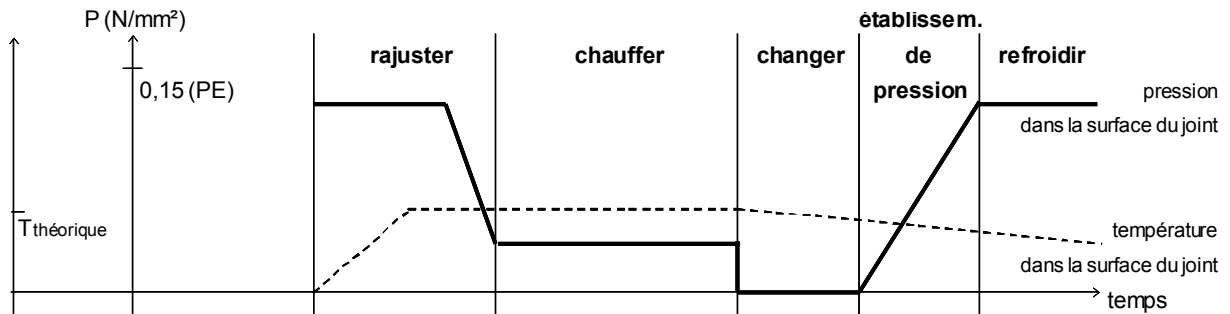 P (N/mm²)
0,15 (PE)
Tthéorique
rajuster
chauffer
changer
établissem.
de
pression
refroidir
pression
dans la surface du joint
température
dans la surface du joint
temps